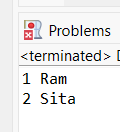 Problems
<terminated>
1 Ram
2 Sita